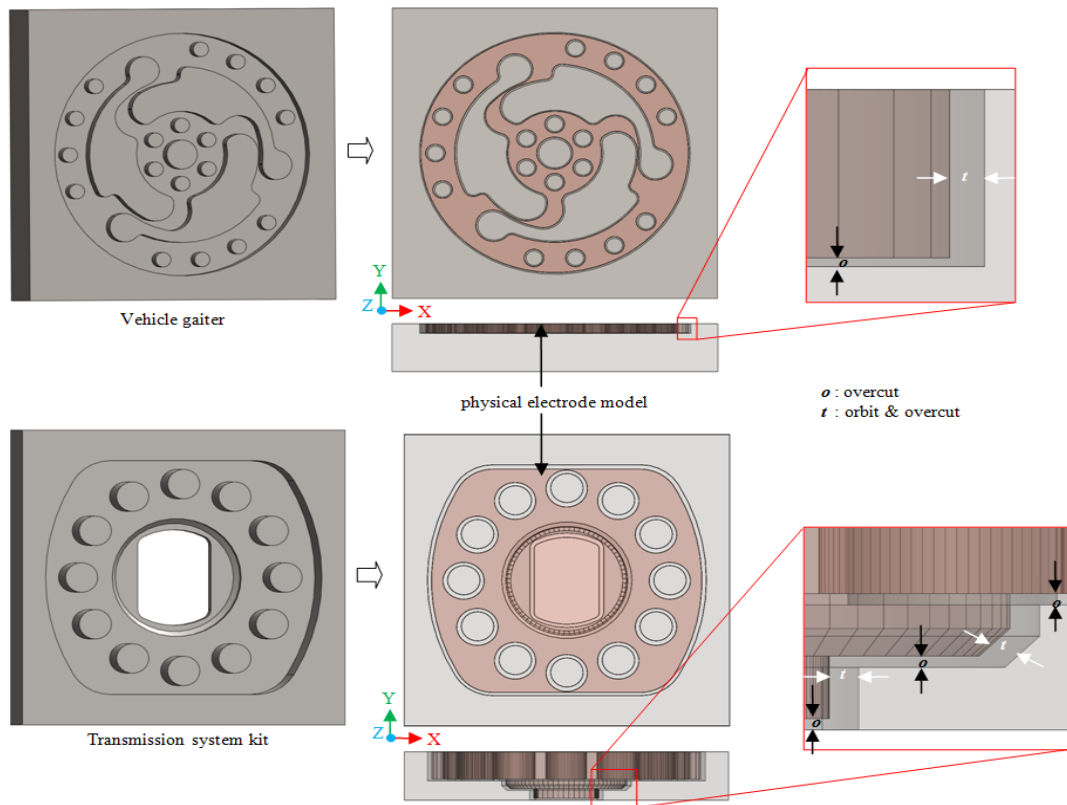 Vehicle gaiter
Y
Z
X
t
o
physical electrode model
o : overcut
t : orbit & overcut
Transmission system kit
Y
Z
X
o
t
o
t
o